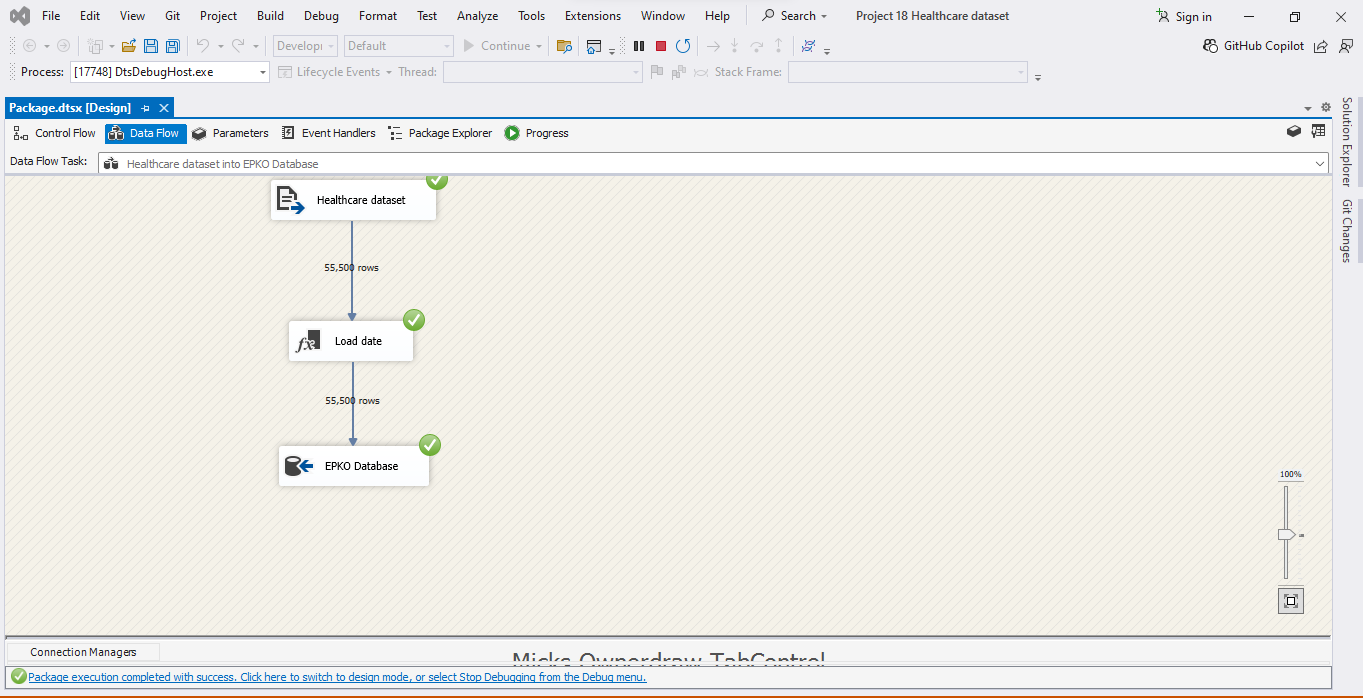 File Edit View Git Project Build Debug Format Test Analyze Tools Extensions Window Help Search Project 18 Healthcare dataset Sign in
Develop Default Continue GitHub Copilot
Process: [17748] DtsDebugHost.exe Lifecycle Events Thread: Stack Frame:
Package.dtsx [Design]
Control Flow Data Flow Parameters Event Handlers Package Explorer Progress
Data Flow Task: Healthcare dataset into EPKO Database
Healthcare dataset
55,500 rows
fx
Load date
55,500 rows
EPKO Database
100%
Connection Managers
Micks Ownerdraw TabControl
Package execution completed with success. Click here to switch to design mode, or select Stop Debugging from the Debug menu.
Solution Explorer
Git Changes